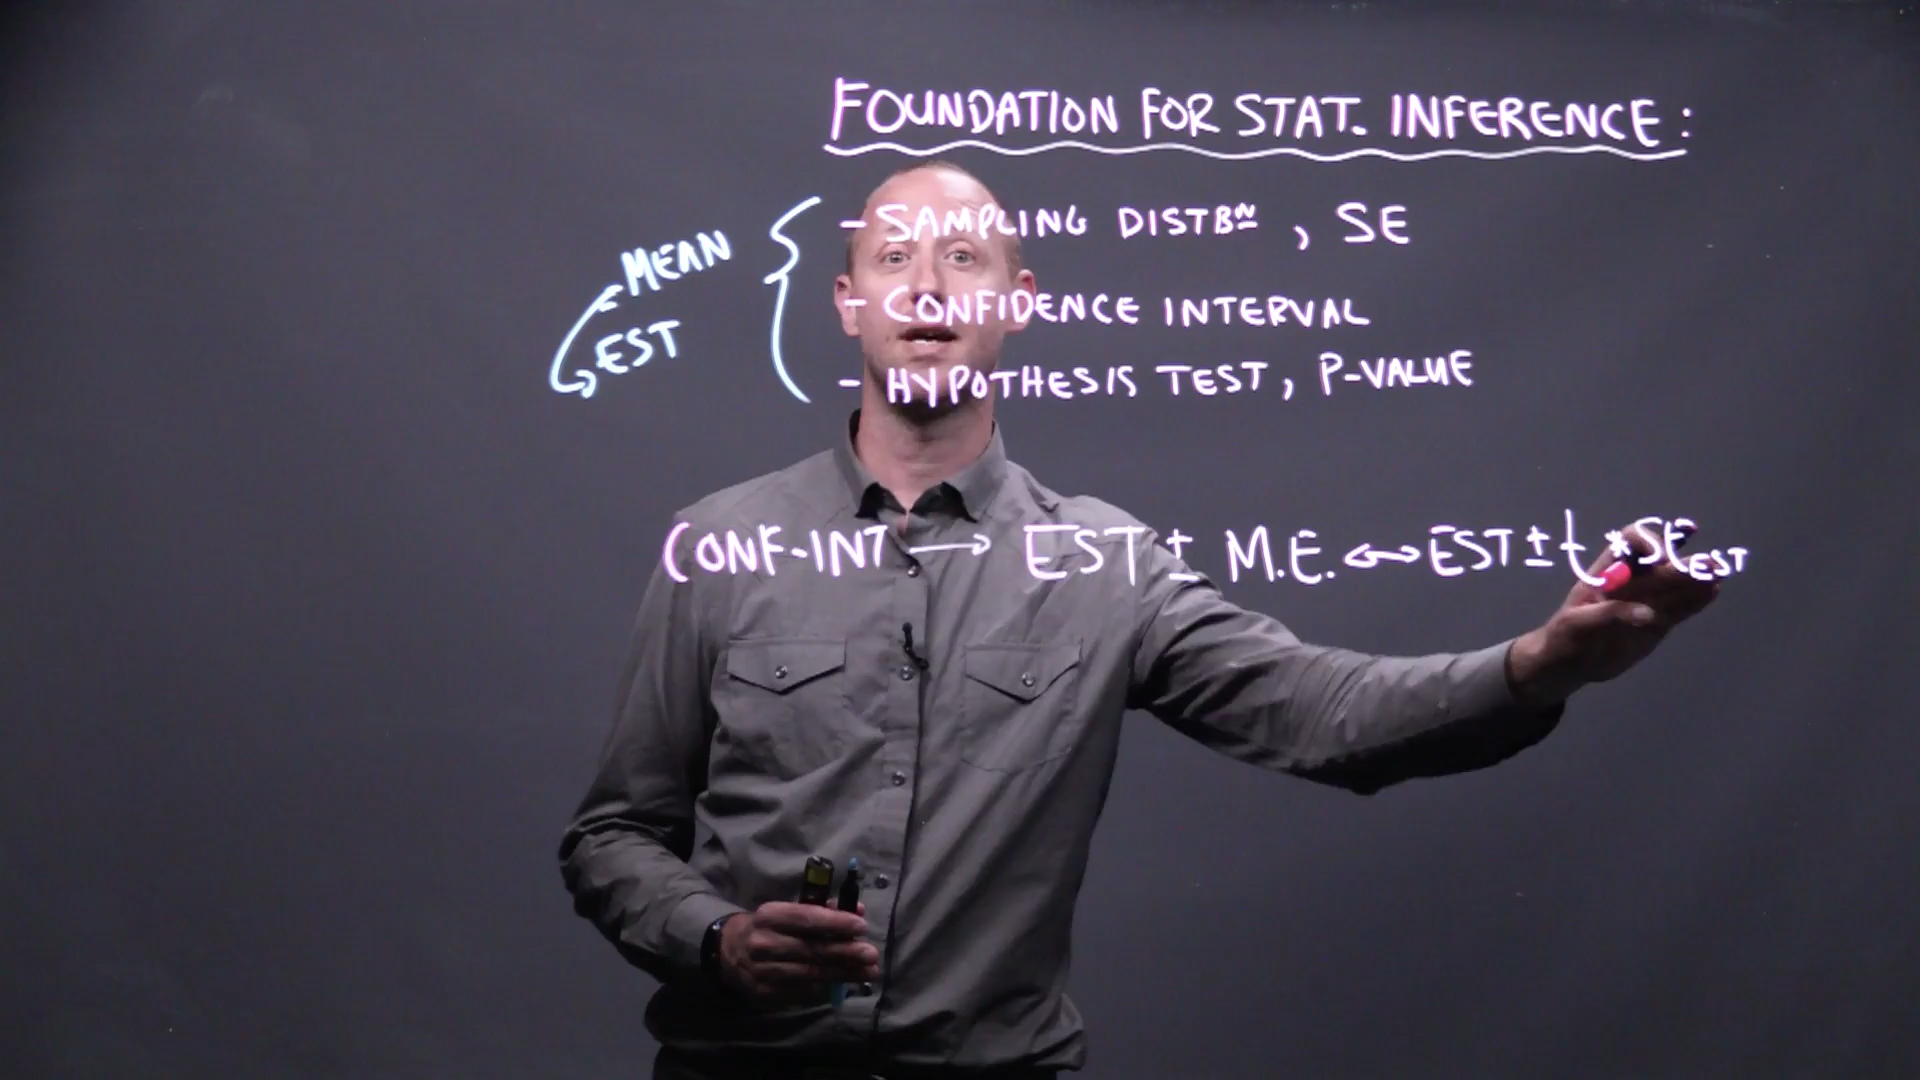 FOUNDATION FOR STAT. INFERENCE:
- SAMPLING DISTBN, SE
MEAN
- CONFIDENCE INTERVAL
EST
- HYPOTHESIS TEST, P-VALUE
CONF-INT → EST ± M.E. ↔ EST ± t * SE EST